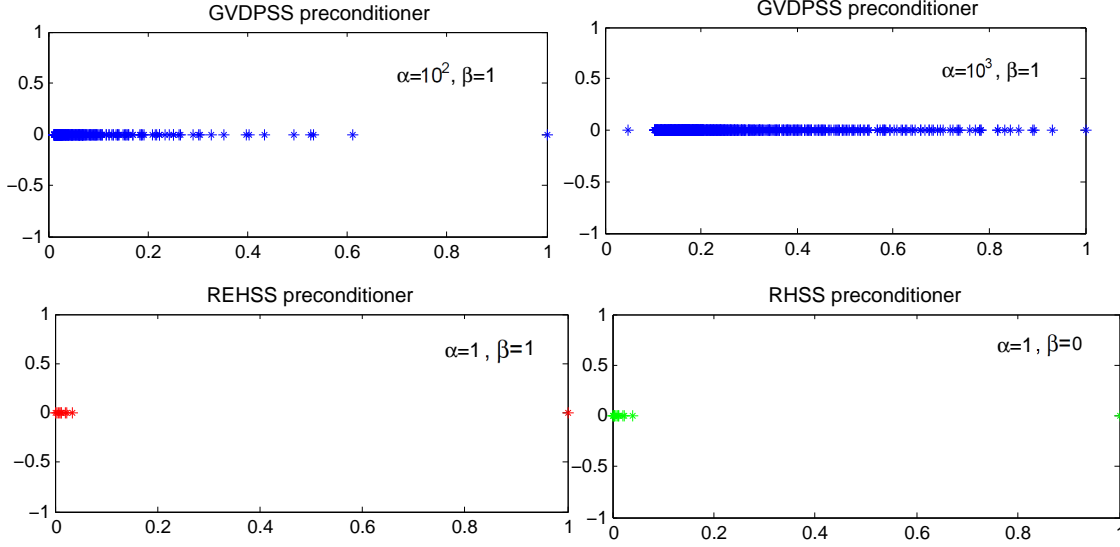 GVDPSS preconditioner
1
α=10², β=1
0.5
0
−0.5
−1
0 0.2 0.4 0.6 0.8 1
GVDPSS preconditioner
1
α=10³, β=1
0.5
0
−0.5
−1
0 0.2 0.4 0.6 0.8 1
REHSS preconditioner
1
α=1 , β=1
0.5
0
−0.5
−1
0 0.2 0.4 0.6 0.8 1
RHSS preconditioner
1
α=1 , β=0
0.5
0
−0.5
−1
0 0.2 0.4 0.6 0.8 1